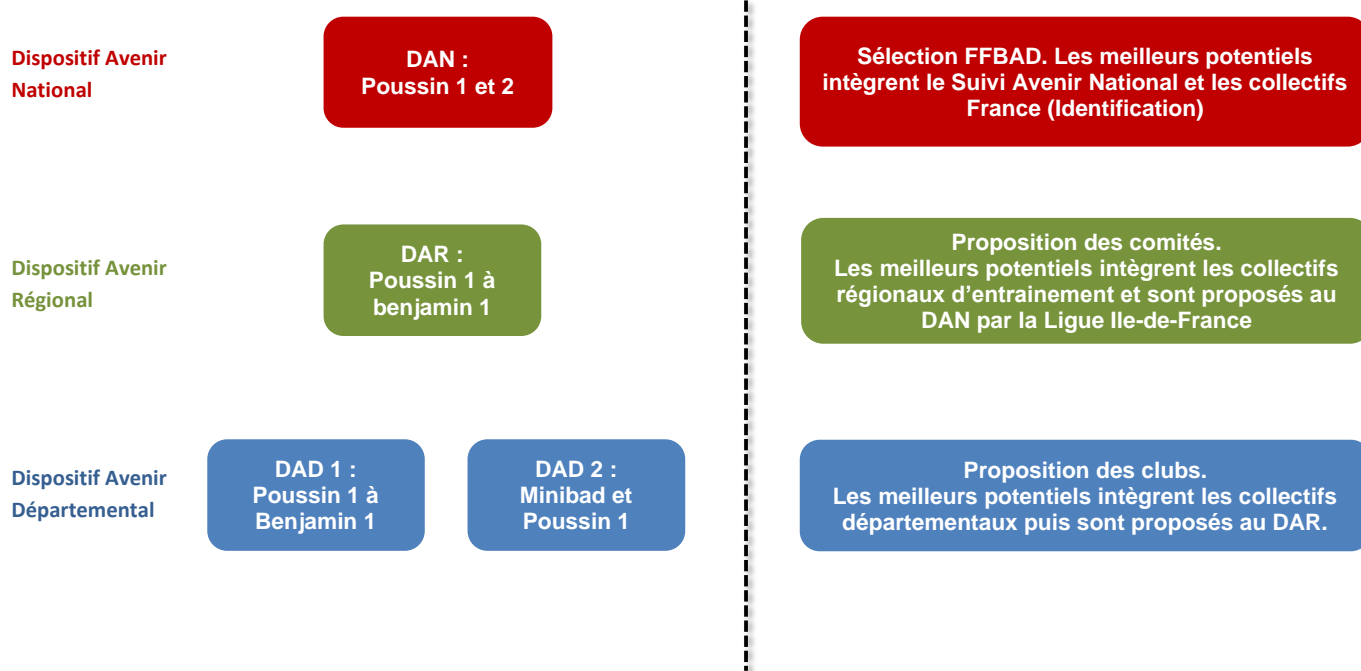 Dispositif Avenir
National
DAN :
Poussin 1 et 2
Sélection FFBAD. Les meilleurs potentiels
intègrent le Suivi Avenir National et les collectifs
France (Identification)
Dispositif Avenir
Régional
DAR :
Poussin 1 à
benjamin 1
Proposition des comités.
Les meilleurs potentiels intègrent les collectifs
régionaux d’entrainement et sont proposés au
DAN par la Ligue Ile-de-France
Dispositif Avenir
Départemental
DAD 1 :
Poussin 1 à
Benjamin 1
DAD 2 :
Minibad et
Poussin 1
Proposition des clubs.
Les meilleurs potentiels intègrent les collectifs
départementaux puis sont proposés au DAR.